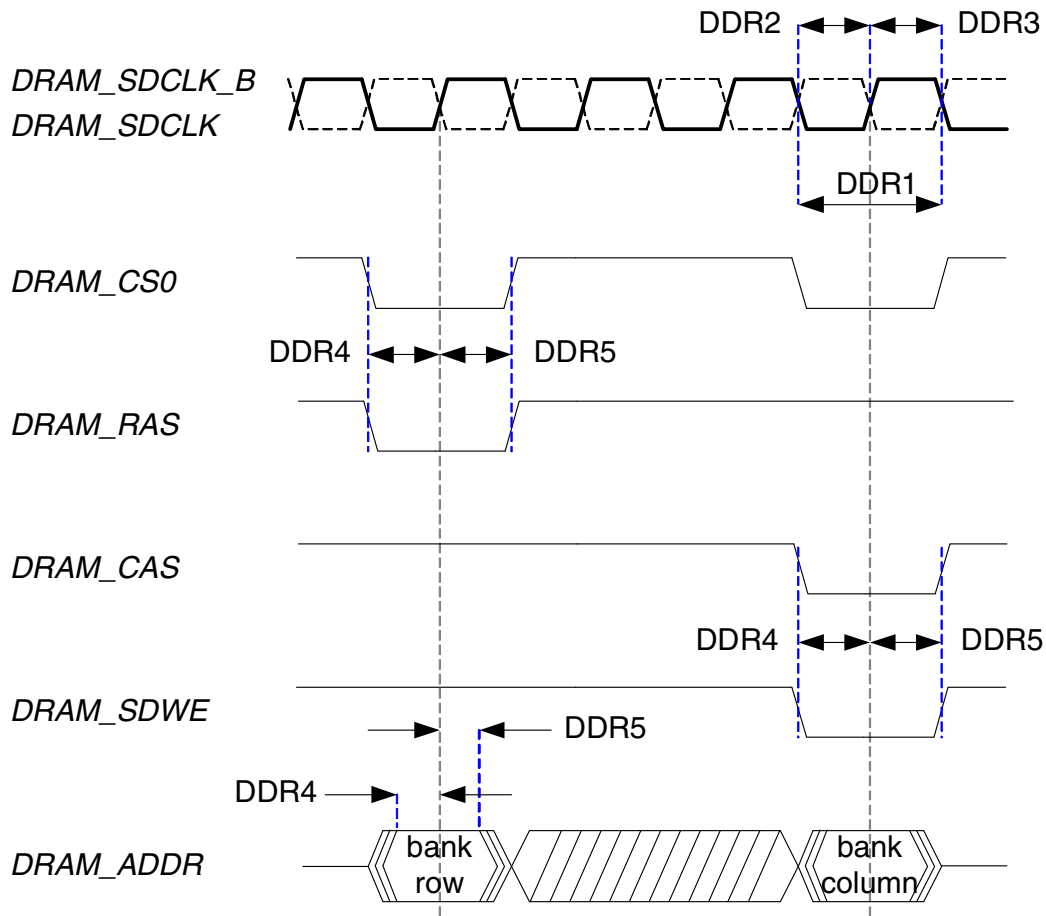 DDR2 DDR3
DRAM_SDCLK_B
DRAM_SDCLK
DDR1
DRAM_CS0
DDR4 DDR5
DRAM_RAS
DRAM_CAS
DDR4 DDR5
DRAM_SDWE
DDR5
DDR4
DRAM_ADDR
bank
row
bank
column